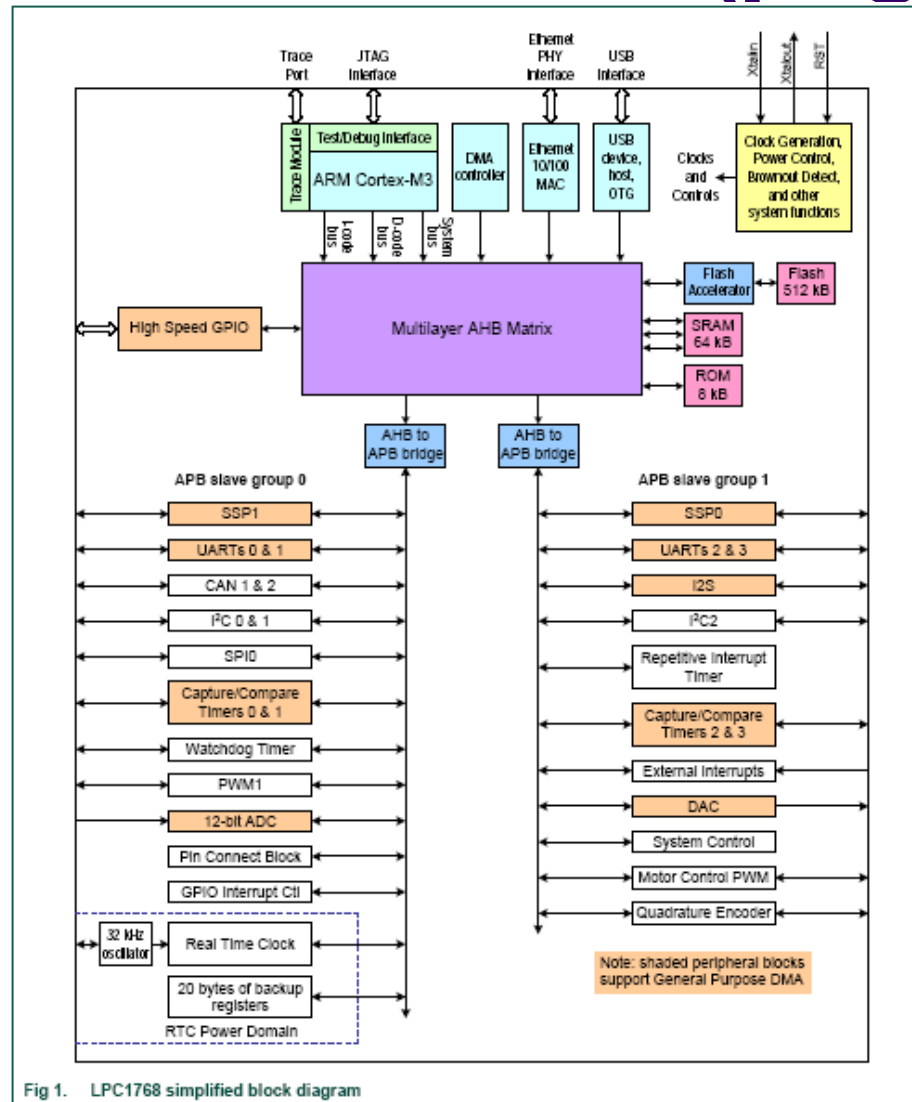 Trace
Port
JTAG
Interface
Ethernet
PHY
Interface
USB
Interface
Xtalin
Xtalout
RST
Trace Module
Test/Debug Interface
ARM Cortex-M3
DMA
controller
Ethernet
10/100
MAC
USB
device,
host,
OTG
Clocks
and
Controls
Clock Generation,
Power Control,
Brownout Detect,
and other
system functions
I-code
bus
D-code
bus
System
bus
High Speed GPIO
Multilayer AHB Matrix
Flash
Accelerator
Flash
512 kB
SRAM
64 kB
ROM
8 kB
AHB to
APB bridge
AHB to
APB bridge
APB slave group 0
SSP1
UARTs 0 & 1
CAN 1 & 2
I²C 0 & 1
SPI0
Capture/Compare
Timers 0 & 1
Watchdog Timer
PWM1
12-bit ADC
Pin Connect Block
GPIO Interrupt Ctl
32 kHz
oscillator
Real Time Clock
20 bytes of backup
registers
RTC Power Domain
APB slave group 1
SSP0
UARTs 2 & 3
I2S
I²C2
Repetitive Interrupt
Timer
Capture/Compare
Timers 2 & 3
External Interrupts
DAC
System Control
Motor Control PWM
Quadrature Encoder
Note: shaded peripheral blocks
support General Purpose DMA
Fig 1. LPC1768 simplified block diagram